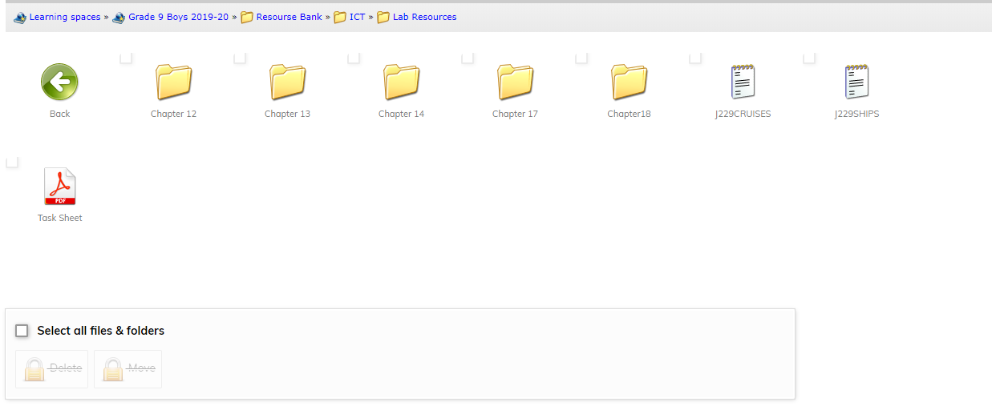 Learning spaces » Grade 9 Boys 2019-20 » Resourse Bank » ICT » Lab Resources
Back Chapter 12 Chapter 13 Chapter 14 Chapter 17 Chapter18 J229CRUISES J229SHIPS
PDF
Task Sheet
Select all files & folders
Delete Move